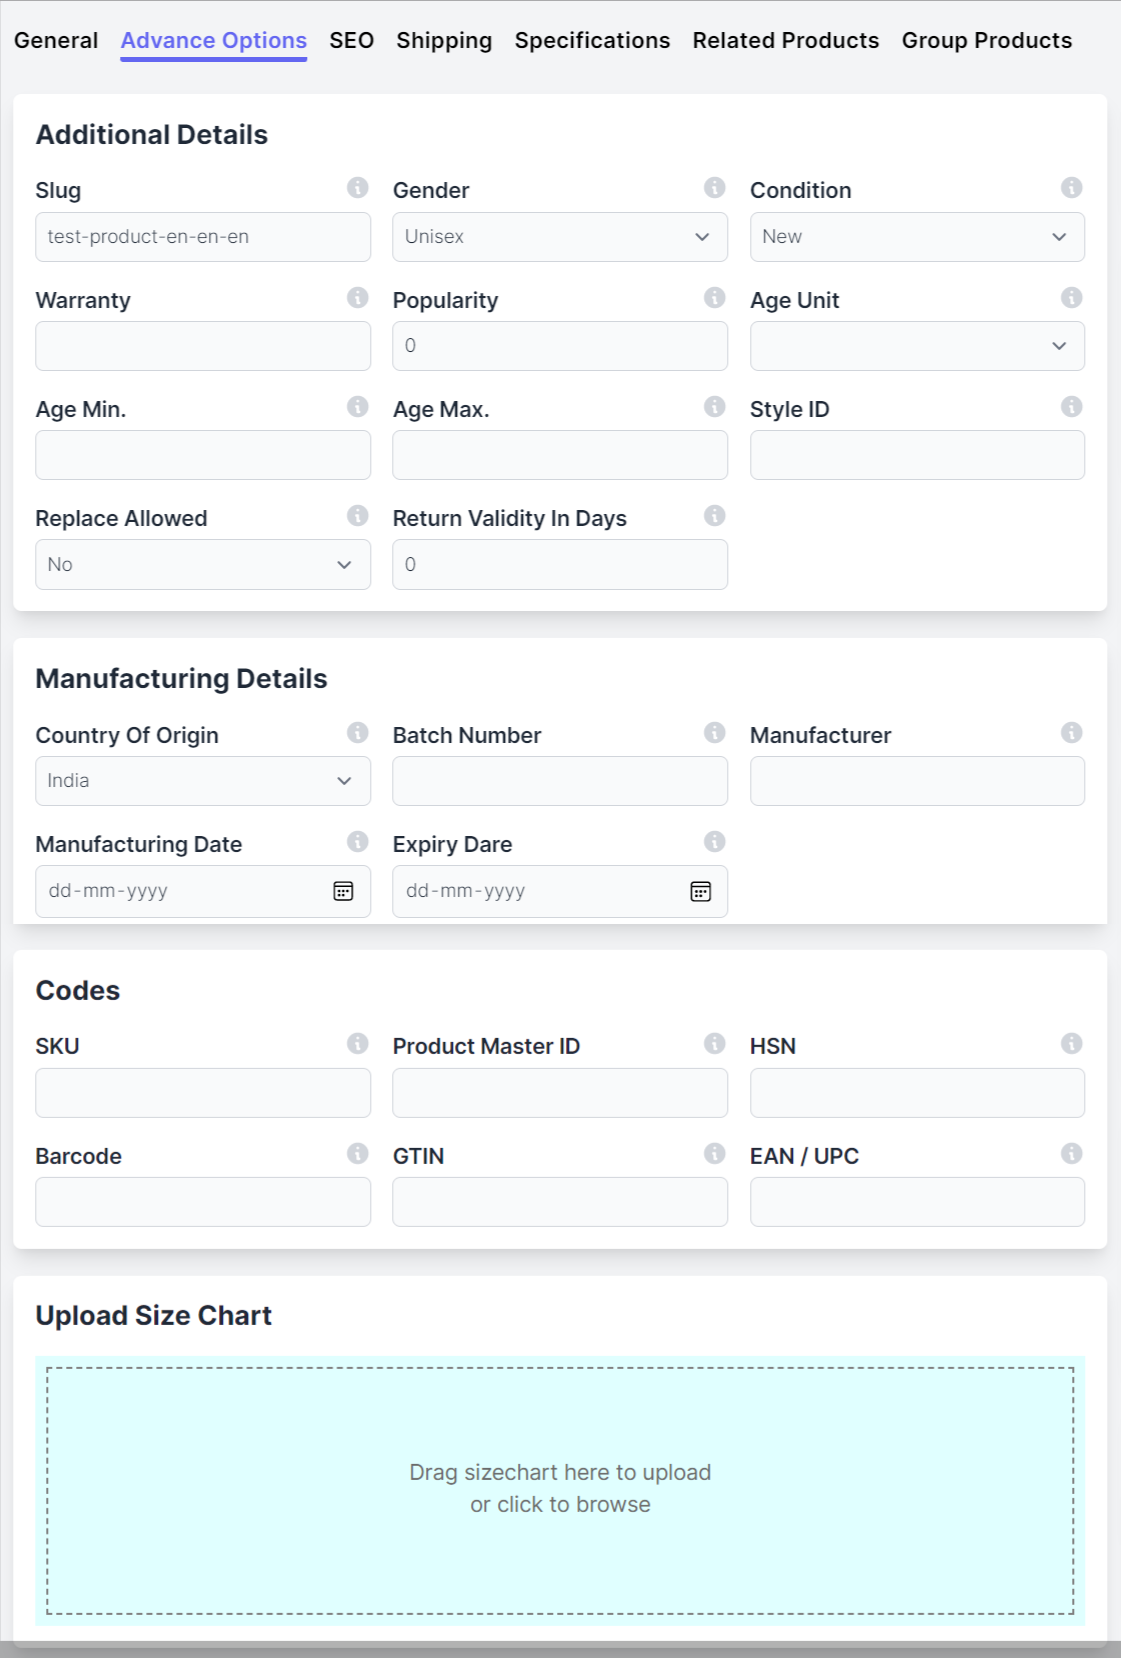 General Advance Options SEO Shipping Specifications Related Products Group Products
Additional Details
Slug Gender Condition
test-product-en-en-en Unisex New
Warranty Popularity Age Unit
0
Age Min. Age Max. Style ID
Replace Allowed Return Validity In Days
No 0
Manufacturing Details
Country Of Origin Batch Number Manufacturer
India
Manufacturing Date Expiry Dare
dd-mm-yyyy dd-mm-yyyy
Codes
SKU Product Master ID HSN
Barcode GTIN EAN / UPC
Upload Size Chart
Drag sizechart here to upload
or click to browse